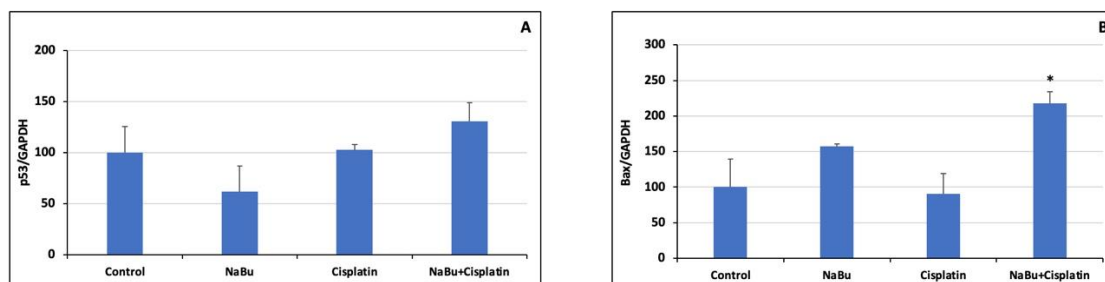 A
200
150
100
50
0
p53/GAPDH
Control NaBu Cisplatin NaBu+Cisplatin
B
300
250
200
150
100
50
0
Bax/GAPDH
*
Control NaBu Cisplatin NaBu+Cisplatin